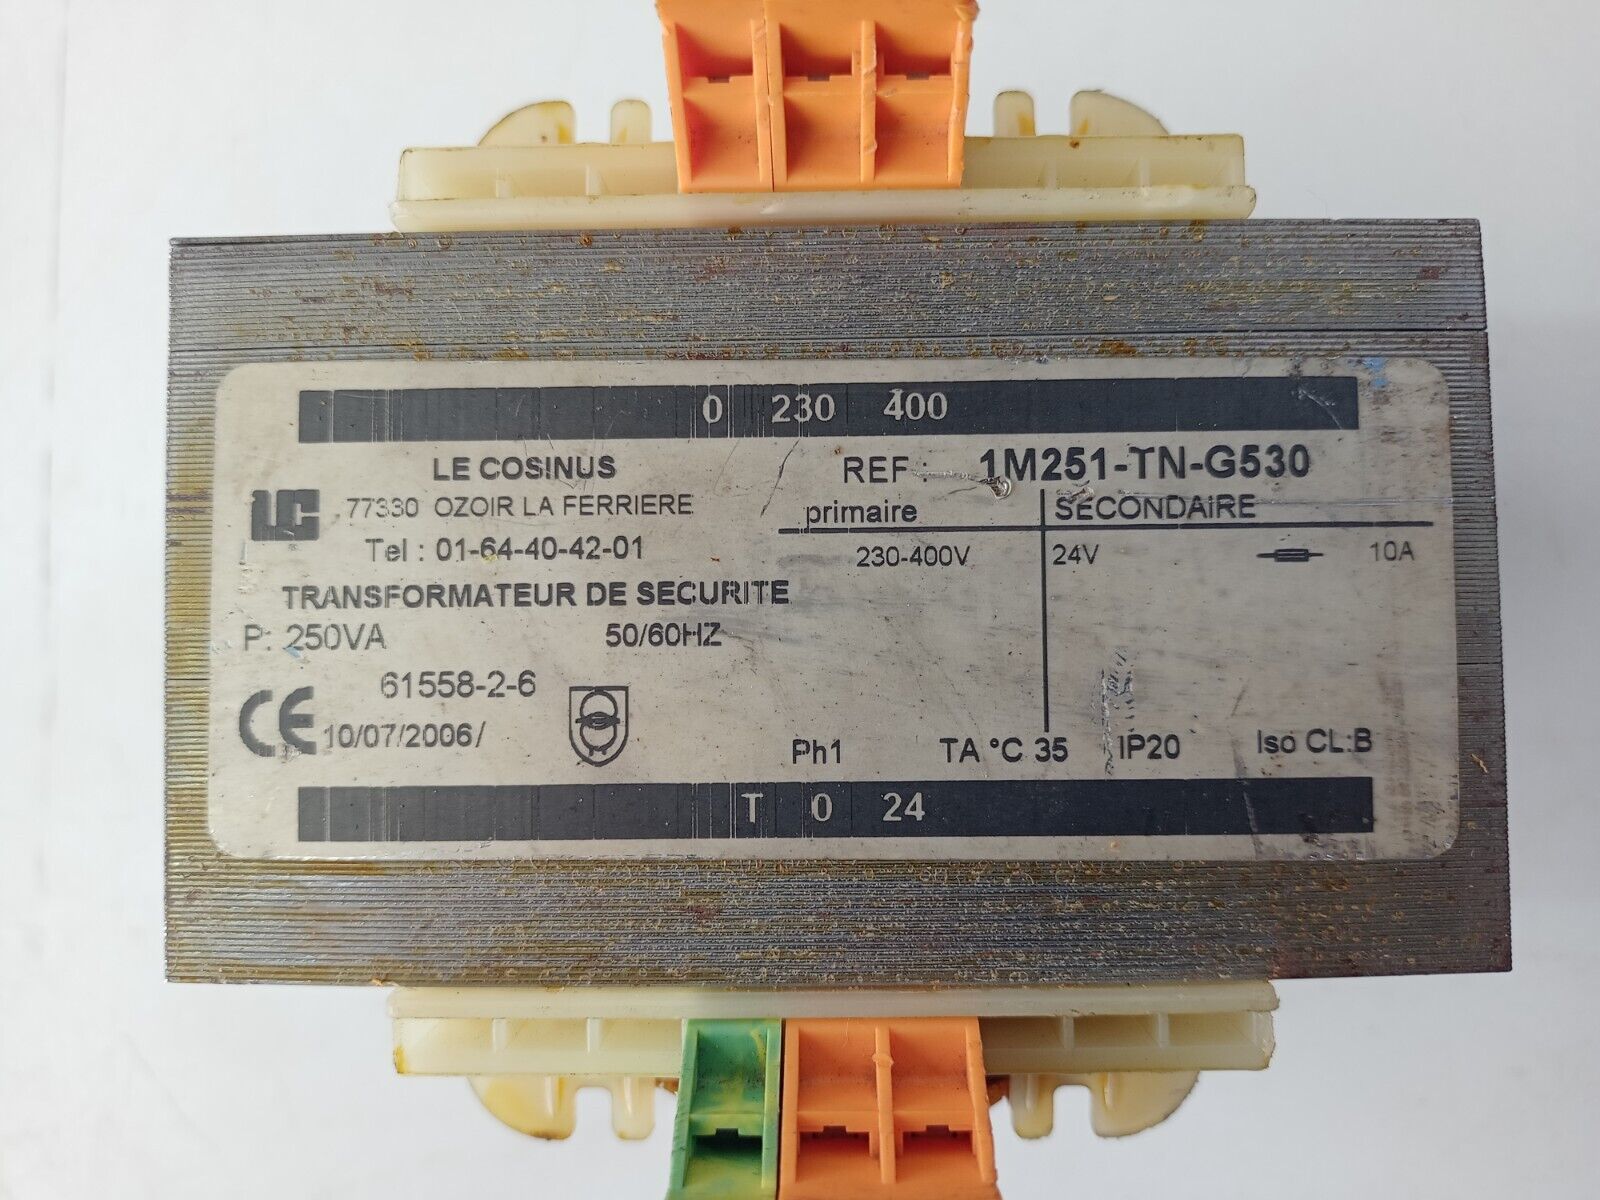 0 230 400
LE COSINUS
77330 OZOIR LA FERRIERE
Tel : 01-64-40-42-01
LC
TRANSFORMATEUR DE SECURITE
P: 250VA 50/60HZ
61558-2-6
CE 10/07/2006/
REF : 1M251-TN-G530
primaire SECONDAIRE
230-400V 24V 10A
Ph1 TA °C 35 IP20 Iso CL:B
T 0 24